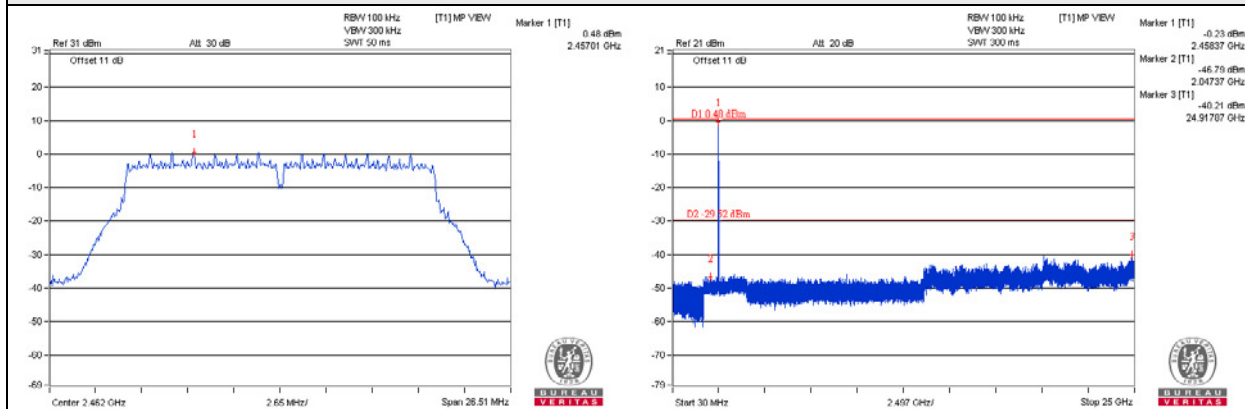 RBW 100 kHz [T1] MP VIEW
VBW 300 kHz
Ref 31 dBm Att 30 dB SWT 50 ms
Marker 1 [T1]
0.48 dBm
2.45701 GHz
31
Offset 11 dB
20
10
0
-10
-20
-30
-40
-50
-60
-69
1
Center 2.462 GHz 2.65 MHz/ Span 26.51 MHz
BUREAU VERITAS
1828
BUREAU
VERITAS
RBW 100 kHz [T1] MP VIEW
VBW 300 kHz
Ref 21 dBm Att 20 dB SWT 300 ms
Marker 1 [T1]
-0.23 dBm
2.45837 GHz
Marker 2 [T1]
-46.79 dBm
2.04737 GHz
Marker 3 [T1]
-40.21 dBm
24.91787 GHz
21
Offset 11 dB
10
0
-10
-20
-30
-40
-50
-60
-70
-79
1
D1 0.48 dBm
D2 -29.52 dBm
2
3
Start 30 MHz 2.497 GHz/ Stop 25 GHz
BUREAU VERITAS
1828
BUREAU
VERITAS